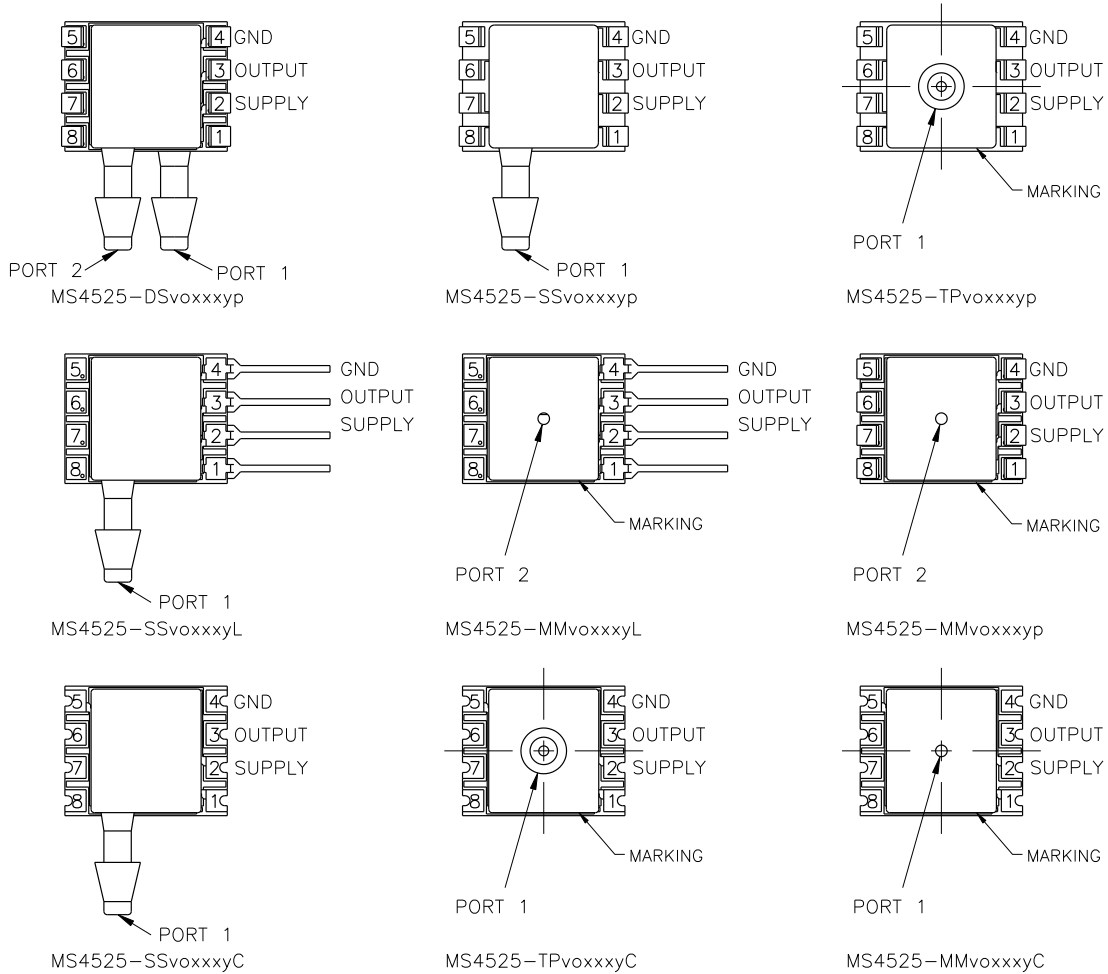 5
4 GND
6
3 OUTPUT
7
2 SUPPLY
8
1
PORT 2
PORT 1
MS4525-DSvoxxxyp
5
4 GND
6
3 OUTPUT
7
2 SUPPLY
8
1
PORT 1
MS4525-SSvoxxxyp
5
4 GND
6
3 OUTPUT
7
2 SUPPLY
8
1
MARKING
PORT 1
MS4525-TPvoxxxyp
5
4 GND
6
3 OUTPUT
7
2 SUPPLY
8
1
PORT 1
MS4525-SSvoxxxyL
5
4 GND
6
3 OUTPUT
7
2 SUPPLY
8
1
MARKING
PORT 2
MS4525-MMvoxxxyL
5
4 GND
6
3 OUTPUT
7
2 SUPPLY
8
1
MARKING
PORT 2
MS4525-MMvoxxxyp
5
4 GND
6
3 OUTPUT
7
2 SUPPLY
8
1
PORT 1
MS4525-SSvoxxxyC
5
4 GND
6
3 OUTPUT
7
2 SUPPLY
8
1
MARKING
PORT 1
MS4525-TPvoxxxyC
5
4 GND
6
3 OUTPUT
7
2 SUPPLY
8
1
MARKING
PORT 1
MS4525-MMvoxxxyC